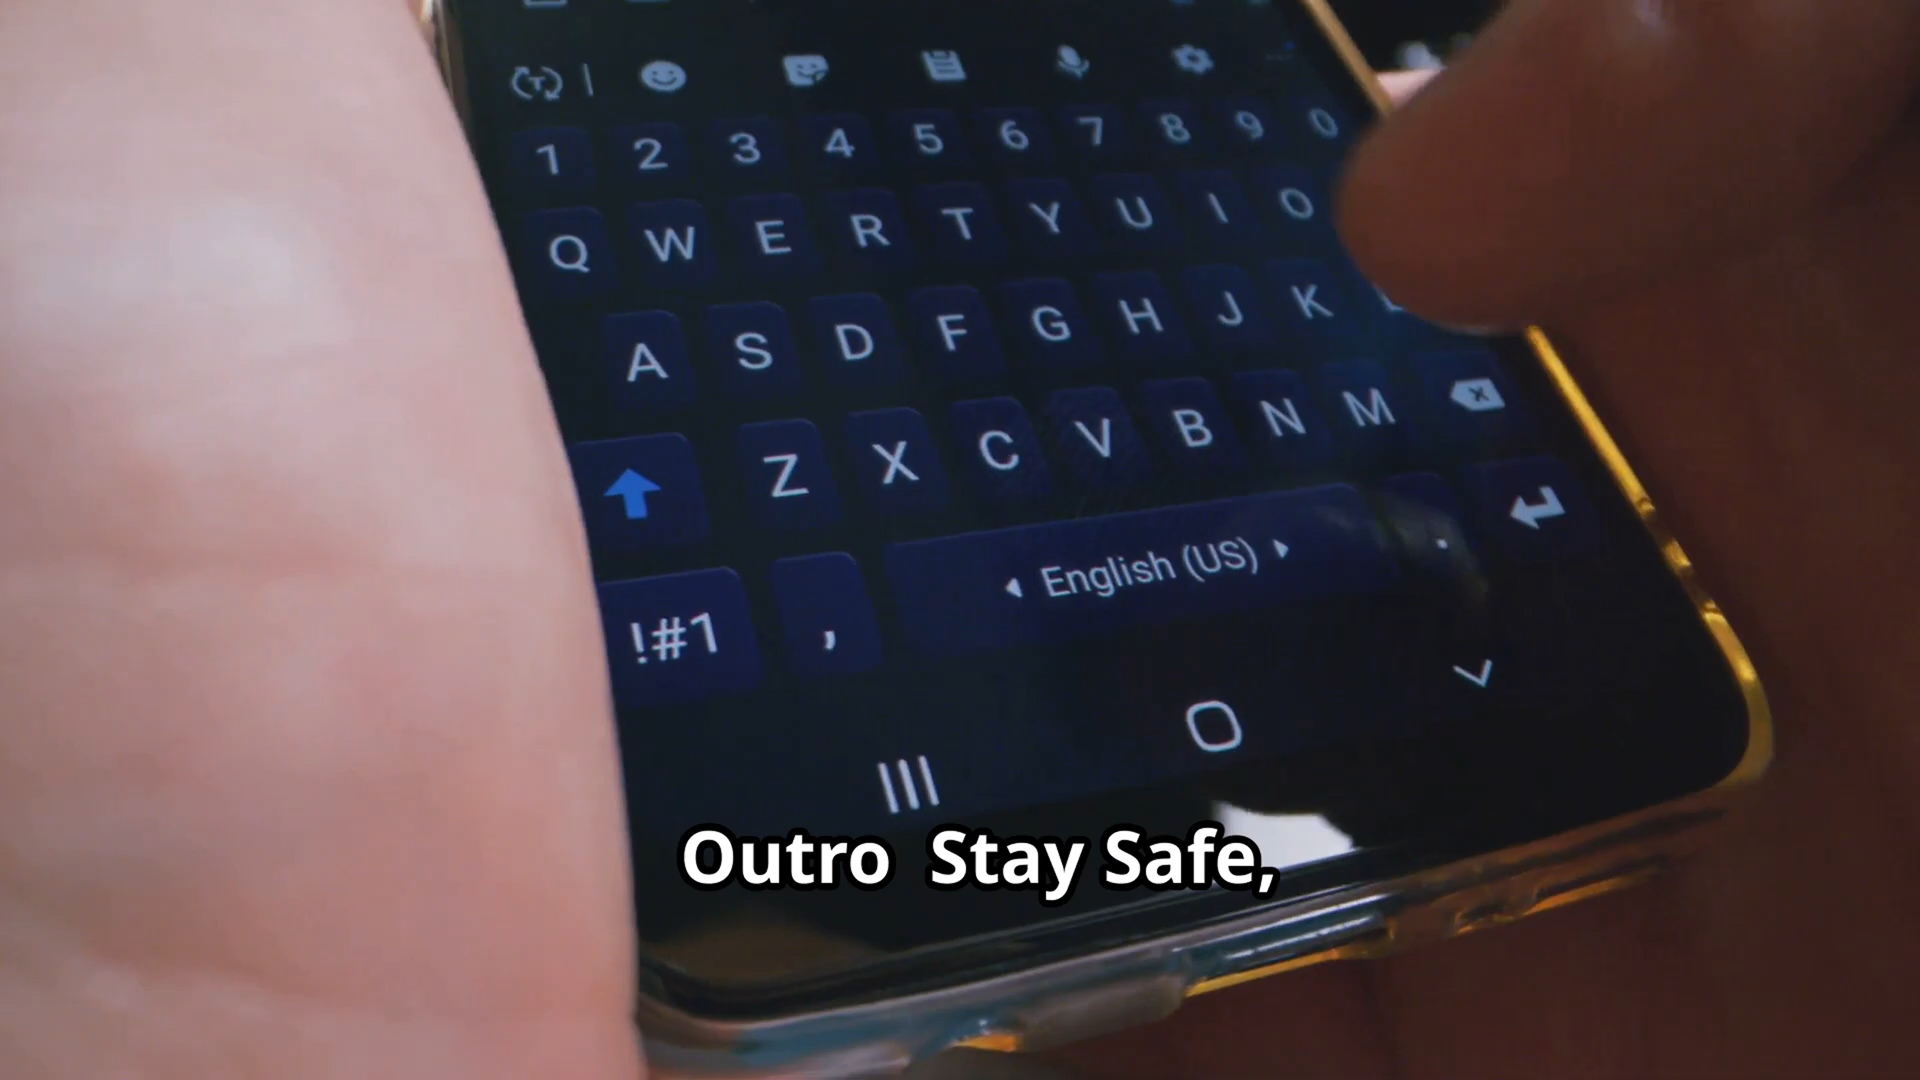 1 2 3 4 5 6 7 8 9 0
Q W E R T Y U I O
A S D F G H J K
Z X C V B N M
!#1 , English (US) .
Outro Stay Safe,